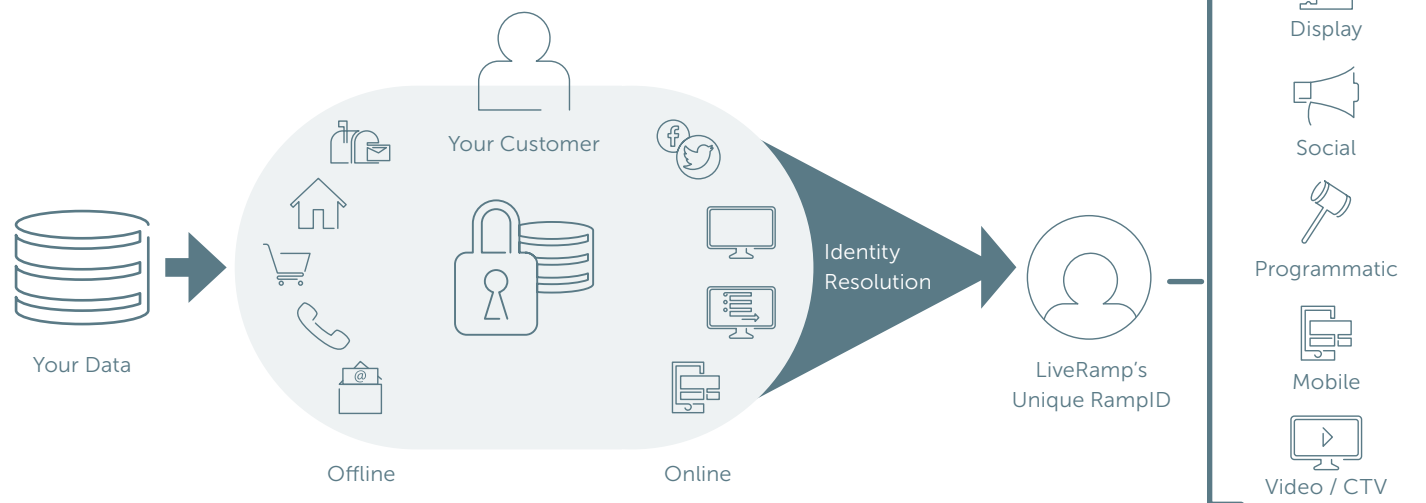 Your Data
Your Customer
@
f
Offline
Online
Identity
Resolution
LiveRamp’s
Unique RampID
Display
Social
Programmatic
Mobile
Video / CTV